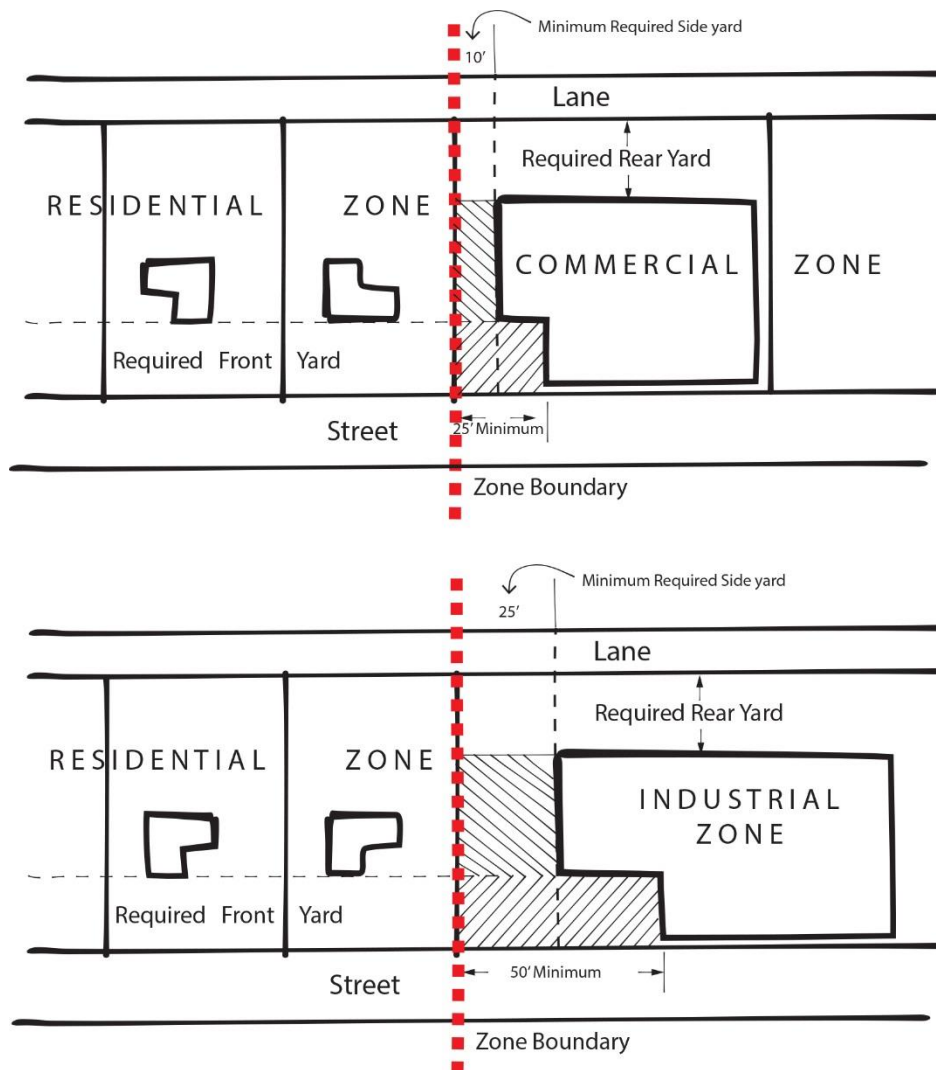 Minimum Required Side yard
10'
Lane
Required Rear Yard
RESIDENTIAL ZONE
COMMERCIAL ZONE
Required Front Yard
Street
25' Minimum
Zone Boundary
Minimum Required Side yard
25'
Lane
Required Rear Yard
RESIDENTIAL ZONE
INDUSTRIAL
ZONE
Required Front Yard
50' Minimum
Street
Zone Boundary